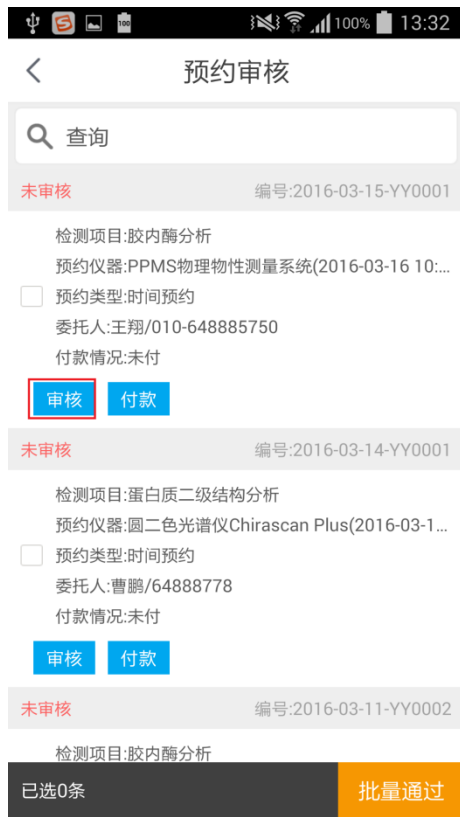 100 100% 13:32
预约审核
查询
未审核 编号:2016-03-15-YY0001
检测项目:胶内酶分析
预约仪器:PPMS物理物性测量系统(2016-03-16 10:...
预约类型:时间预约
委托人:王翔/010-648885750
付款情况:未付
审核 付款
未审核 编号:2016-03-14-YY0001
检测项目:蛋白质二级结构分析
预约仪器:圆二色光谱仪Chirascan Plus(2016-03-1...
预约类型:时间预约
委托人:曹鹏/64888778
付款情况:未付
审核 付款
未审核 编号:2016-03-11-YY0002
检测项目:胶内酶分析
已选0条 批量通过